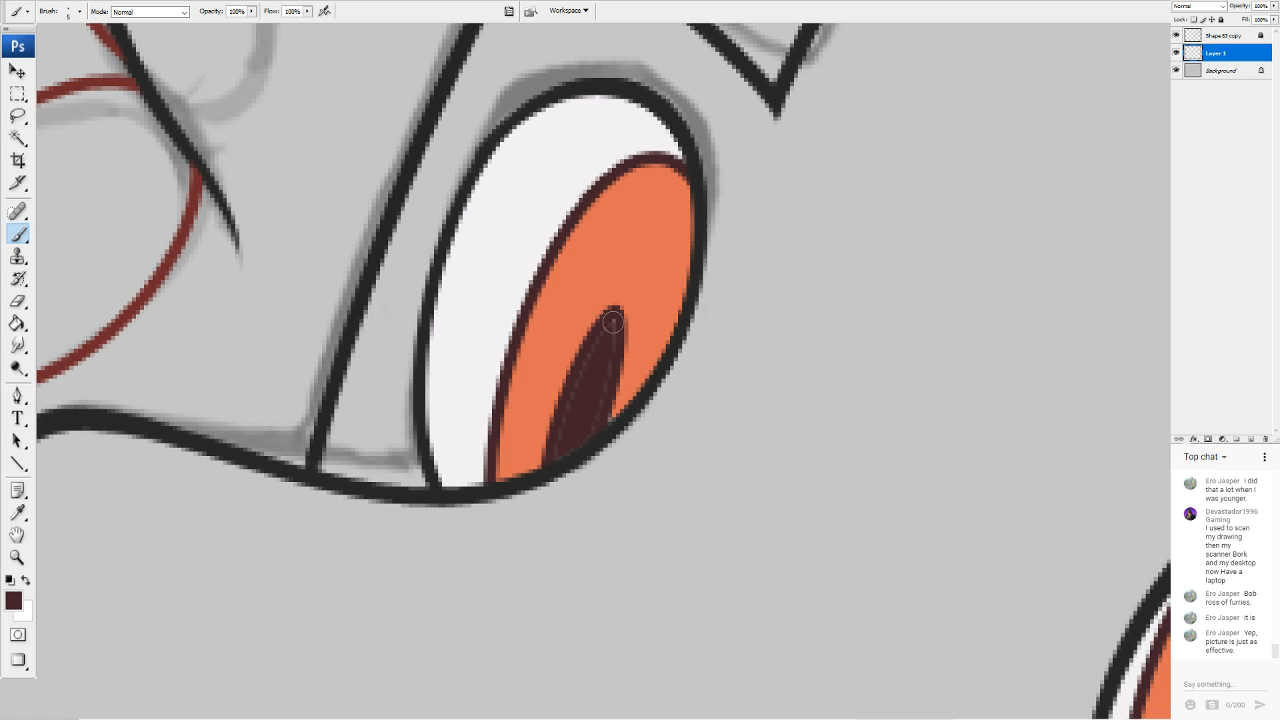 Brush: 5 Mode: Normal Opacity: 100% Flow: 100% Workspace
Normal Opacity: 100%
Lock: Fill: 100%
Ps
Shape 83 copy
Layer 1
Background
T
fx
Top chat
Ero Jasper I did
that a lot when I
was younger.
Devastador1996
Gaming
I used to scan
my drawing
then my
scanner Bork
and my desktop
now Have a
laptop
Ero Jasper Bob
ross of furries.
Ero Jasper it is
Ero Jasper Yep,
picture is just as
effective.
Say something...
0/200